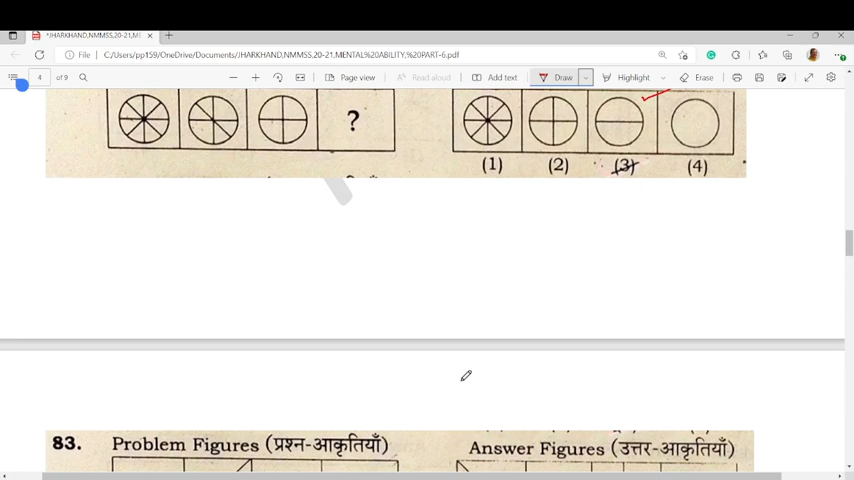 *JHARKHAND,NMMSS,20-21,M
File | C:/Users/pp159/OneDrive/Documents/JHARKHAND,NMMSS,20-21,MENTAL%20ABILITY,%20PART-6.pdf
4 of 9 Page view Read aloud Add text Draw Highlight Erase
?
(1) (2) (3) (4)
83. Problem Figures (प्रश्न-आकृतियाँ) Answer Figures (उत्तर-आकृतियाँ)